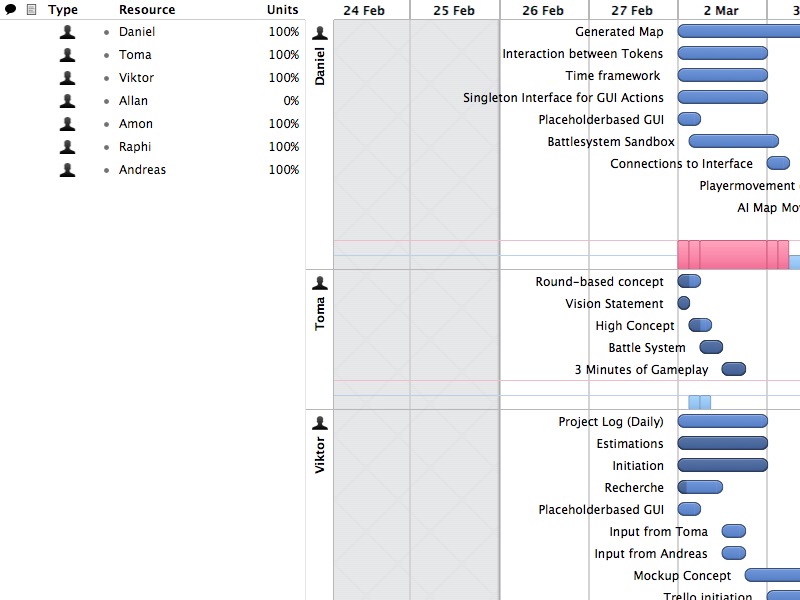 Type Resource Units
Daniel 100%
Toma 100%
Viktor 100%
Allan 0%
Amon 100%
Raphi 100%
Andreas 100%
24 Feb 25 Feb 26 Feb 27 Feb 2 Mar 3
Daniel
Generated Map
Interaction between Tokens
Time framework
Singleton Interface for GUI Actions
Placeholderbased GUI
Battlesystem Sandbox
Connections to Interface
Playermovement
AI Map Mov
Toma
Round-based concept
Vision Statement
High Concept
Battle System
3 Minutes of Gameplay
Viktor
Project Log (Daily)
Estimations
Initiation
Recherche
Placeholderbased GUI
Input from Toma
Input from Andreas
Mockup Concept
Trello initiation